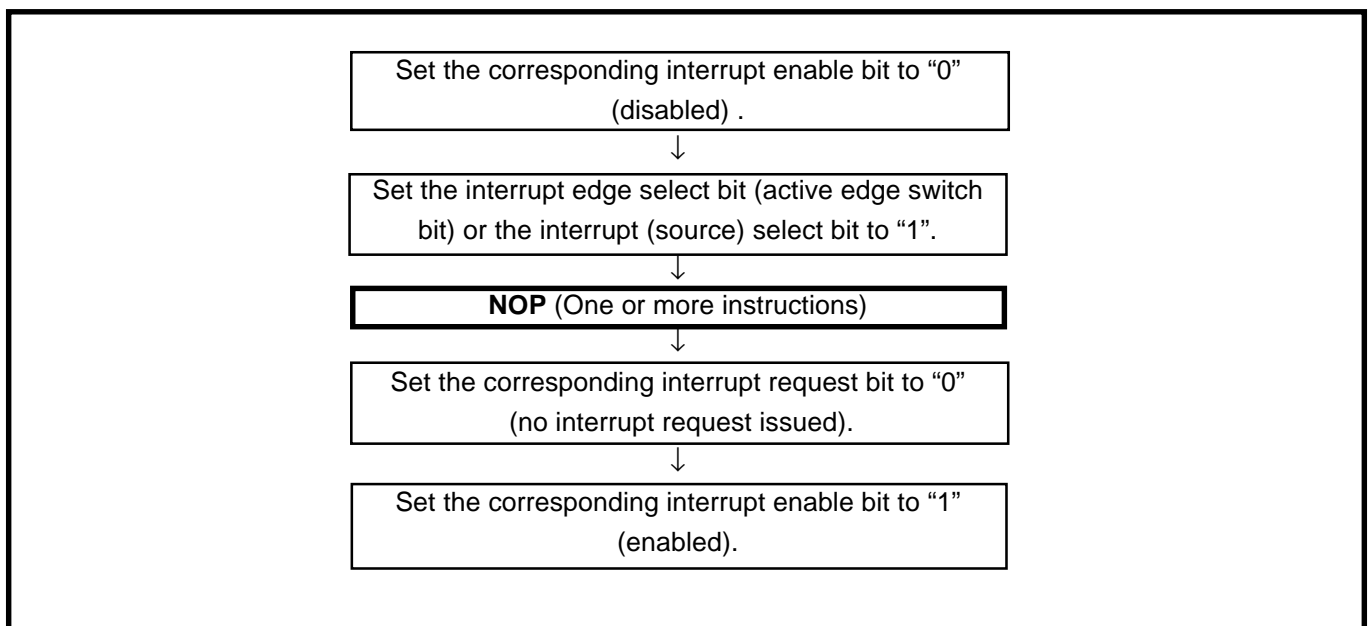 Set the corresponding interrupt enable bit to “0”
(disabled) .
↓
Set the interrupt edge select bit (active edge switch
bit) or the interrupt (source) select bit to “1”.
↓
NOP (One or more instructions)
↓
Set the corresponding interrupt request bit to “0”
(no interrupt request issued).
↓
Set the corresponding interrupt enable bit to “1”
(enabled).